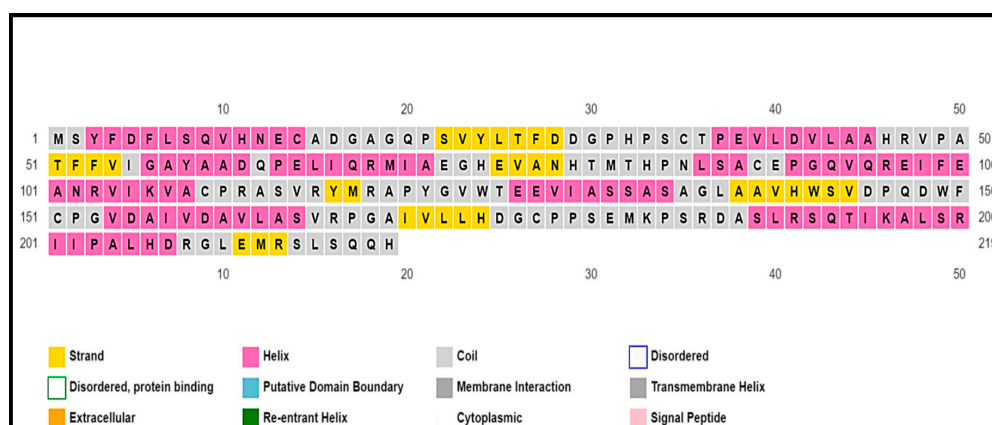 10 20 30 40 50
1 M S Y F D F L S Q V H N E C A D G A G Q P S V Y L T F D D G P H P S C T P E V L D V L A A H R V P A 50
51 T F F V I G A Y A A D Q P E L I Q R M I A E G H E V A N H T M T H P N L S A C E P G Q V Q R E I F E 100
101 A N R V I K V A C P R A S V R Y M R A P Y G V W T E E V I A S S A S A G L A A V H W S V D P Q D W F 150
151 C P G V D A I V D A V L A S V R P G A I V L L H D G C P P S E M K P S R D A S L R S Q T I K A L S R 200
201 I I P A L H D R G L E M R S L S Q Q H 219
10 20 30 40 50
Strand Helix Coil Disordered
Disordered, protein binding Putative Domain Boundary Membrane Interaction Transmembrane Helix
Extracellular Re-entrant Helix Cytoplasmic Signal Peptide